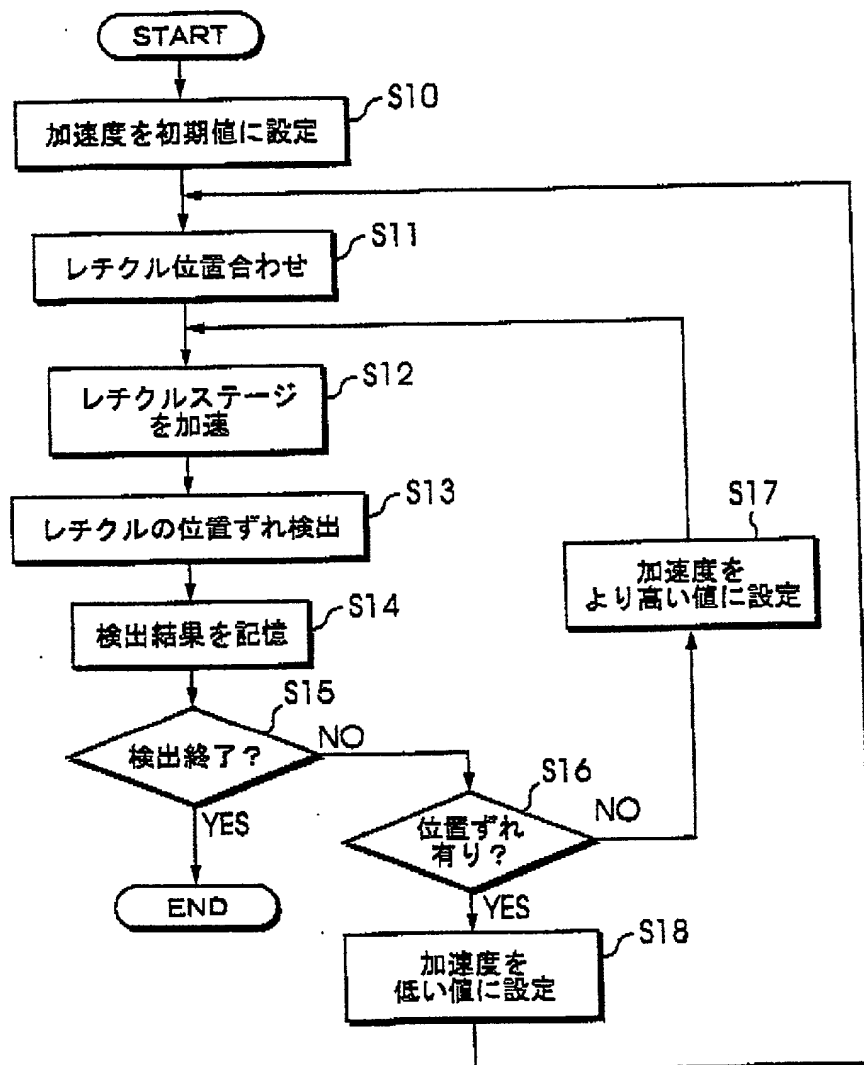 START
S10
加速度を初期値に設定
S11
レチクル位置合わせ
S12
レチクルステージ
を加速
S13
レチクルの位置ずれ検出
S14
検出結果を記憶
S15
検出終了?
NO
YES
END
S16
位置ずれ
有り?
NO
YES
S17
加速度を
より高い値に設定
S18
加速度を
低い値に設定